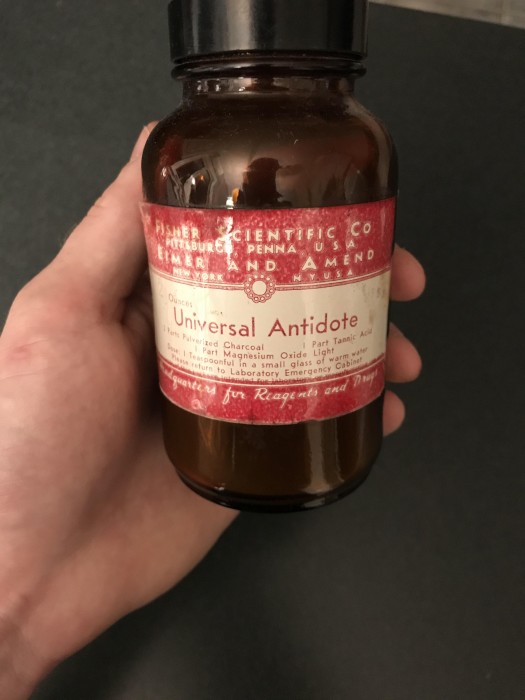 FISHER SCIENTIFIC CO
PITTSBURGH, PENNA U S A
EIMER AND AMEND
NEW YORK N.Y. U S A
Ounces
Universal Antidote
Parts Pulverized Charcoal 1 Part Tannic Acid
1 Part Magnesium Oxide Light
Dose: 1 Teaspoonful in a small glass of warm water
Please return to Laboratory Emergency Cabinet
Headquarters for Reagents and Drugs